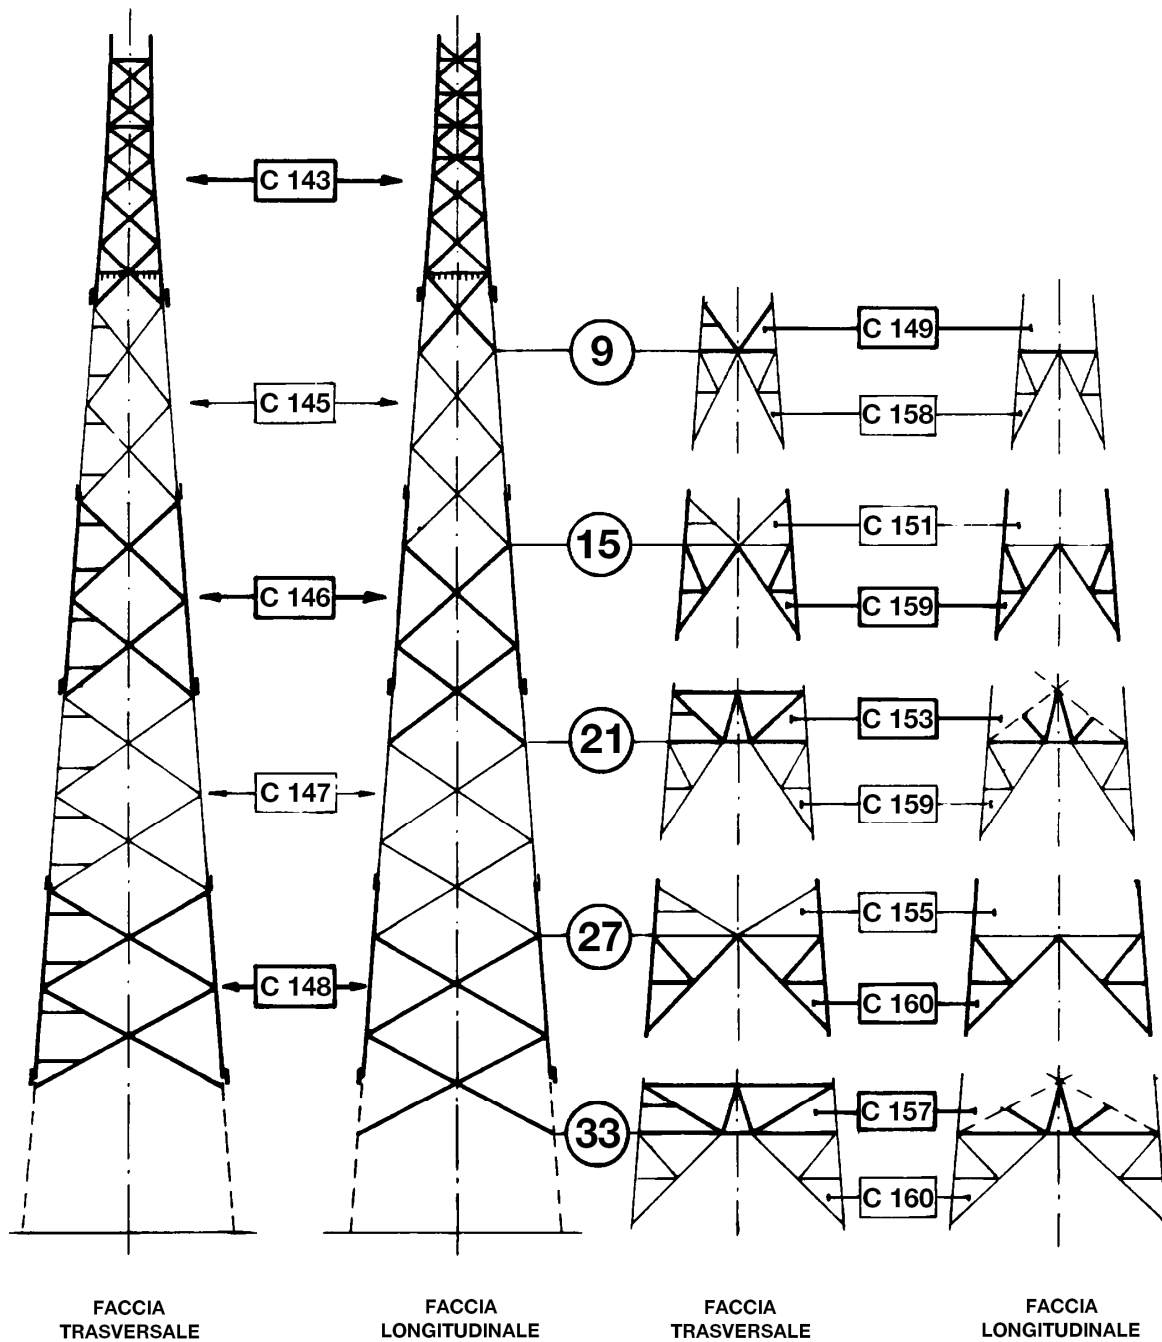 C 143
C 145
C 146
C 147
C 148
9
C 149
C 158
15
C 151
C 159
21
C 153
C 159
27
C 155
C 160
33
C 157
C 160
FACCIA
TRASVERSALE
FACCIA
LONGITUDINALE
FACCIA
TRASVERSALE
FACCIA
LONGITUDINALE